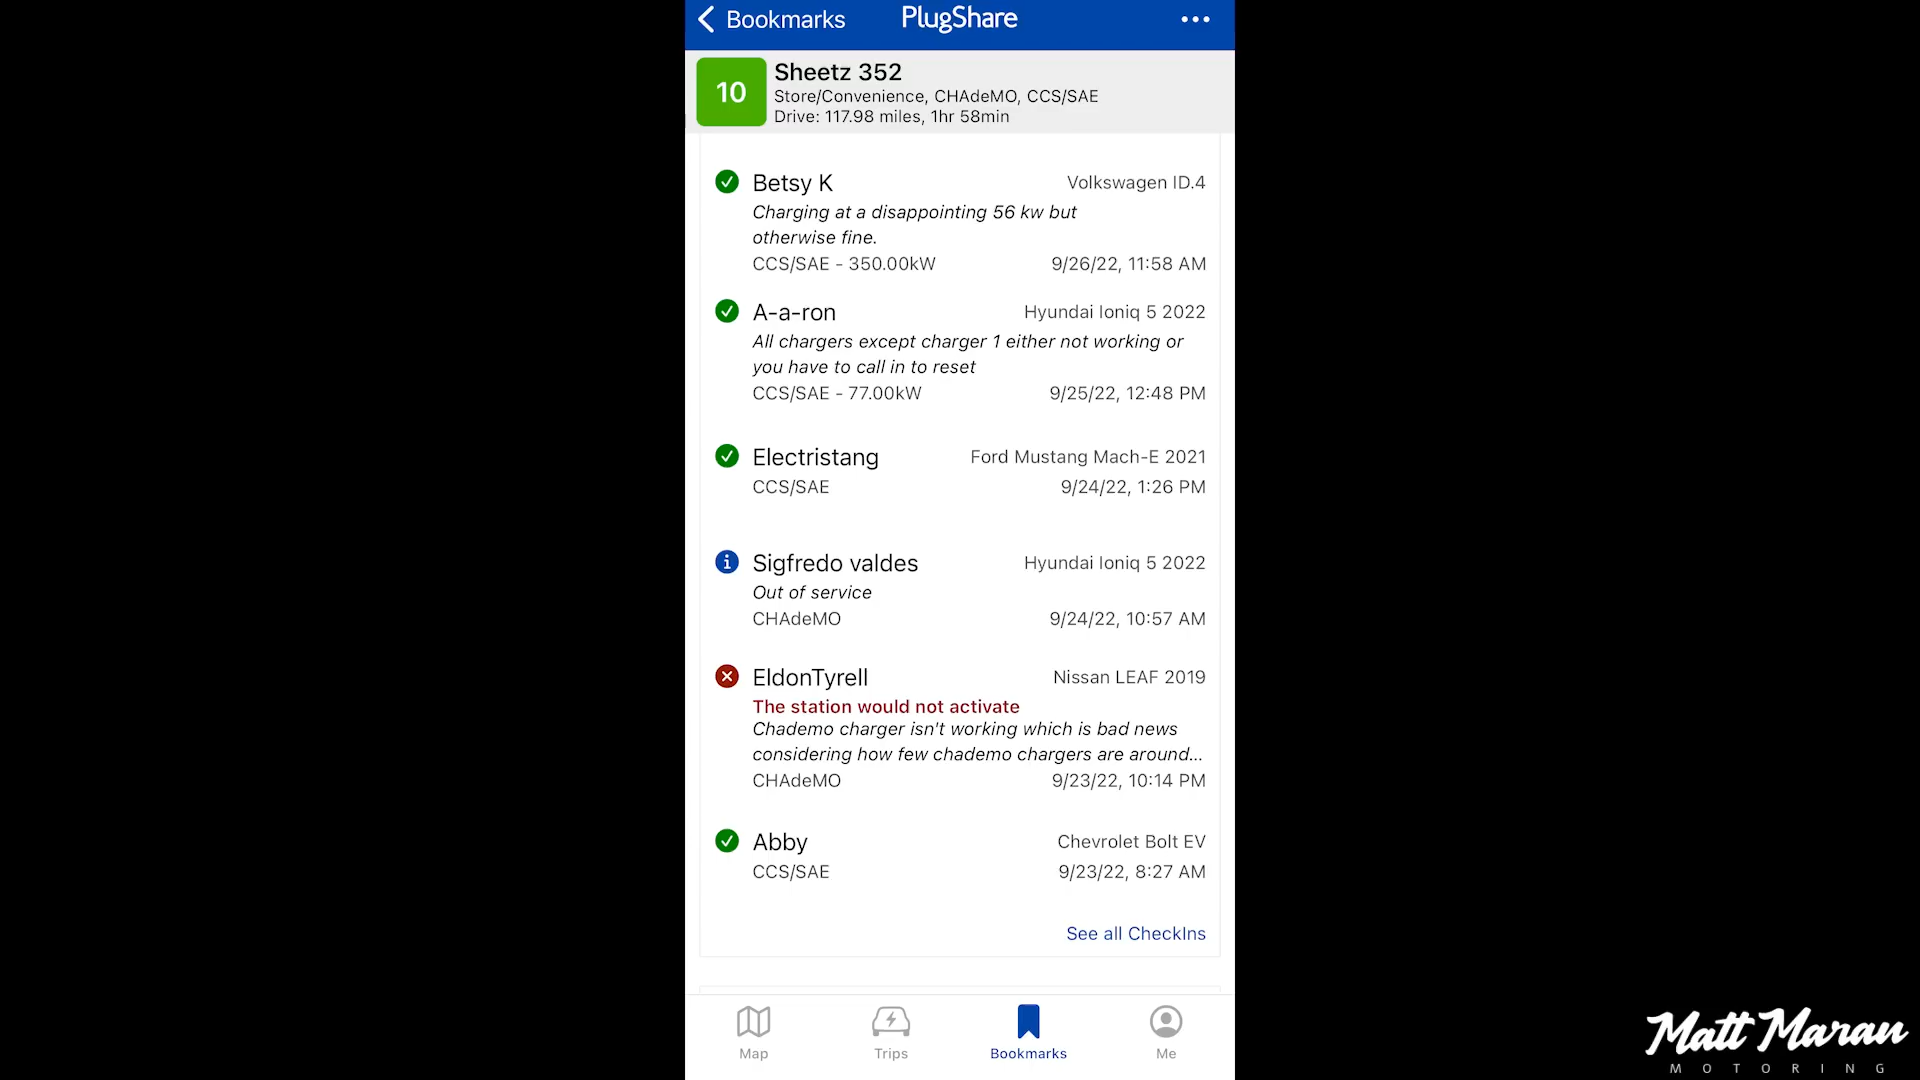 Bookmarks
PlugShare
10
Sheetz 352
Store/Convenience, CHAdeMO, CCS/SAE
Drive: 117.98 miles, 1hr 58min
Betsy K
Volkswagen ID.4
Charging at a disappointing 56 kw but
otherwise fine.
CCS/SAE - 350.00kW
9/26/22, 11:58 AM
A-a-ron
Hyundai Ioniq 5 2022
All chargers except charger 1 either not working or
you have to call in to reset
CCS/SAE - 77.00kW
9/25/22, 12:48 PM
Electristang
Ford Mustang Mach-E 2021
CCS/SAE
9/24/22, 1:26 PM
Sigfredo valdes
Hyundai Ioniq 5 2022
Out of service
CHAdeMO
9/24/22, 10:57 AM
EldonTyrell
Nissan LEAF 2019
The station would not activate
Chademo charger isn't working which is bad news
considering how few chademo chargers are around...
CHAdeMO
9/23/22, 10:14 PM
Abby
Chevrolet Bolt EV
CCS/SAE
9/23/22, 8:27 AM
See all CheckIns
Map
Trips
Bookmarks
Me
Matt Maran
MOTORING